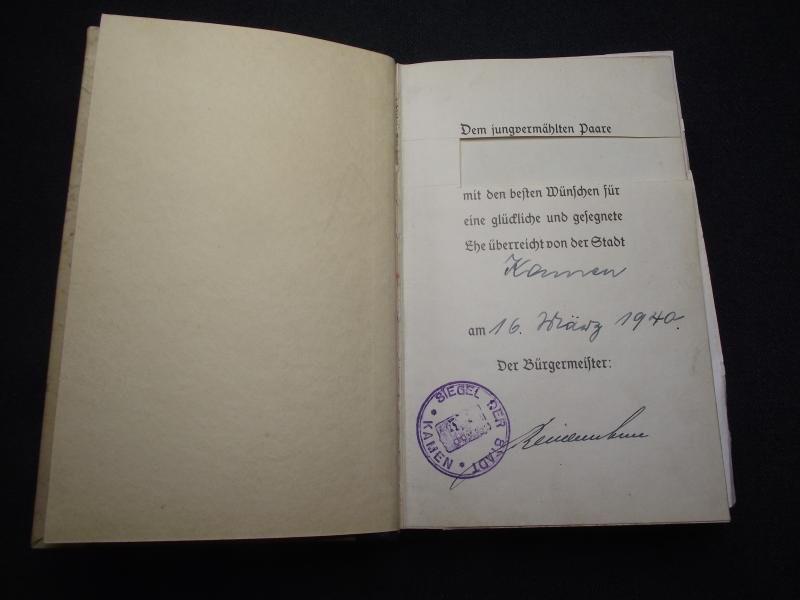 Dem jungvermählten Paare
mit den besten Wünschen für
eine glückliche und gesegnete
Ehe überreicht von der Stadt
Kamen
am 16. März 1940.
Der Bürgermeister:
SIEGEL DER STADT • KAMEN •